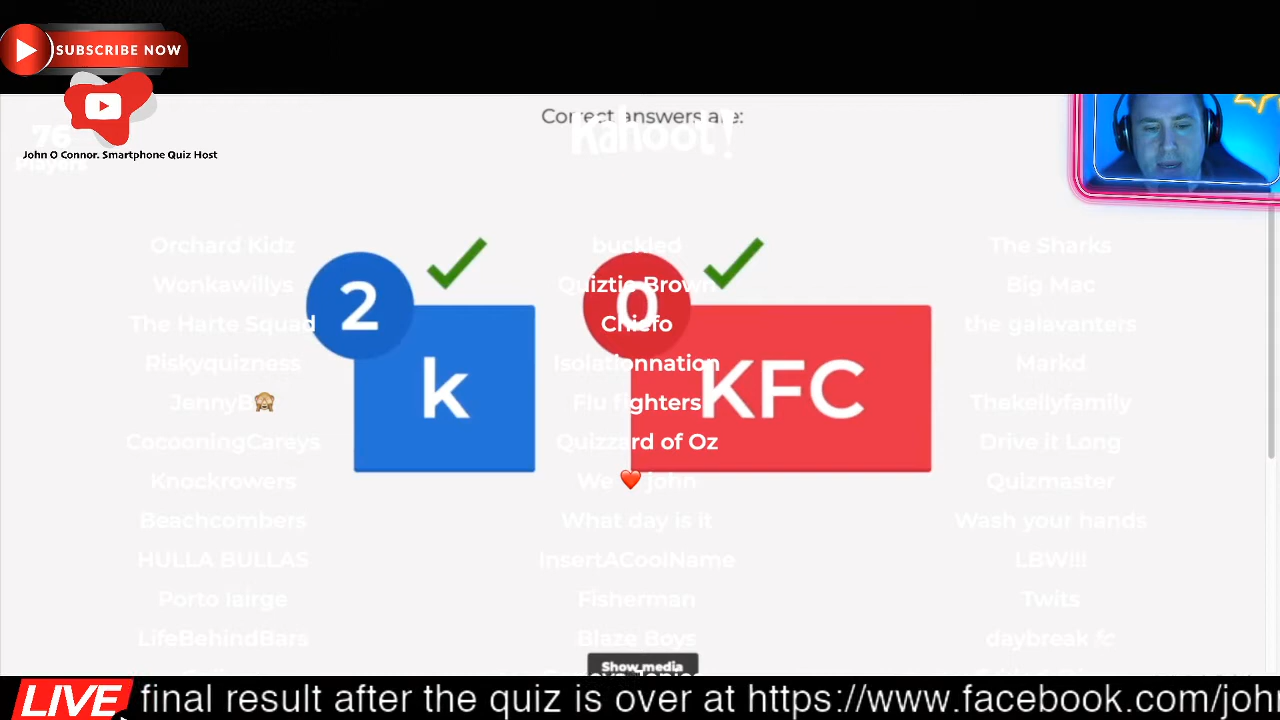 SUBSCRIBE NOW
John O Connor. Smartphone Quiz Host
76
Players
Correct answers are:
Kahoot!
2
k
0
KFC
Orchard Kidz
Wonkawillys
The Harte Squad
Riskyquizness
JennyB🙈
CocooningCareys
Knockrowers
Beachcombers
HULLA BULLAS
Porto lairge
LifeBehindBars
buckled
Quiztie Brown
Chiefo
Isolationnation
Flu fighters
Quizzard of Oz
We ❤️ john
What day is it
InsertACoolName
Fisherman
Blaze Boys
The Sharks
Big Mac
the galavanters
Markd
Thekellyfamily
Drive it Long
Quizmaster
Wash your hands
LBW!!!
Twits
daybreak
Show media
LIVE
final result after the quiz is over at https://www.facebook.com/joh